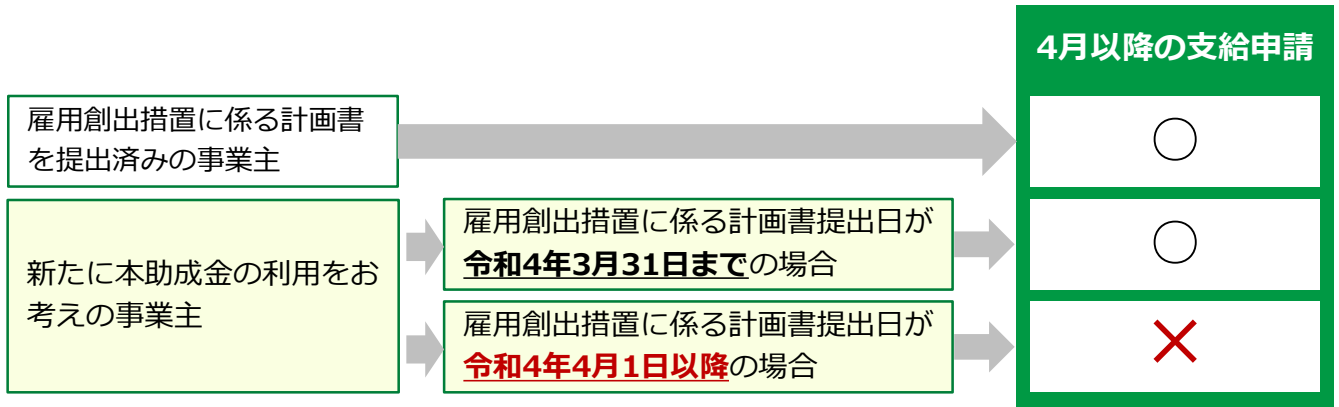 4月以降の支給申請
雇用創出措置に係る計画書
を提出済みの事業主
○
新たに本助成金の利用をお
考えの事業主
雇用創出措置に係る計画書提出日が
令和4年3月31日までの場合
○
雇用創出措置に係る計画書提出日が
令和4年4月1日以降の場合
×